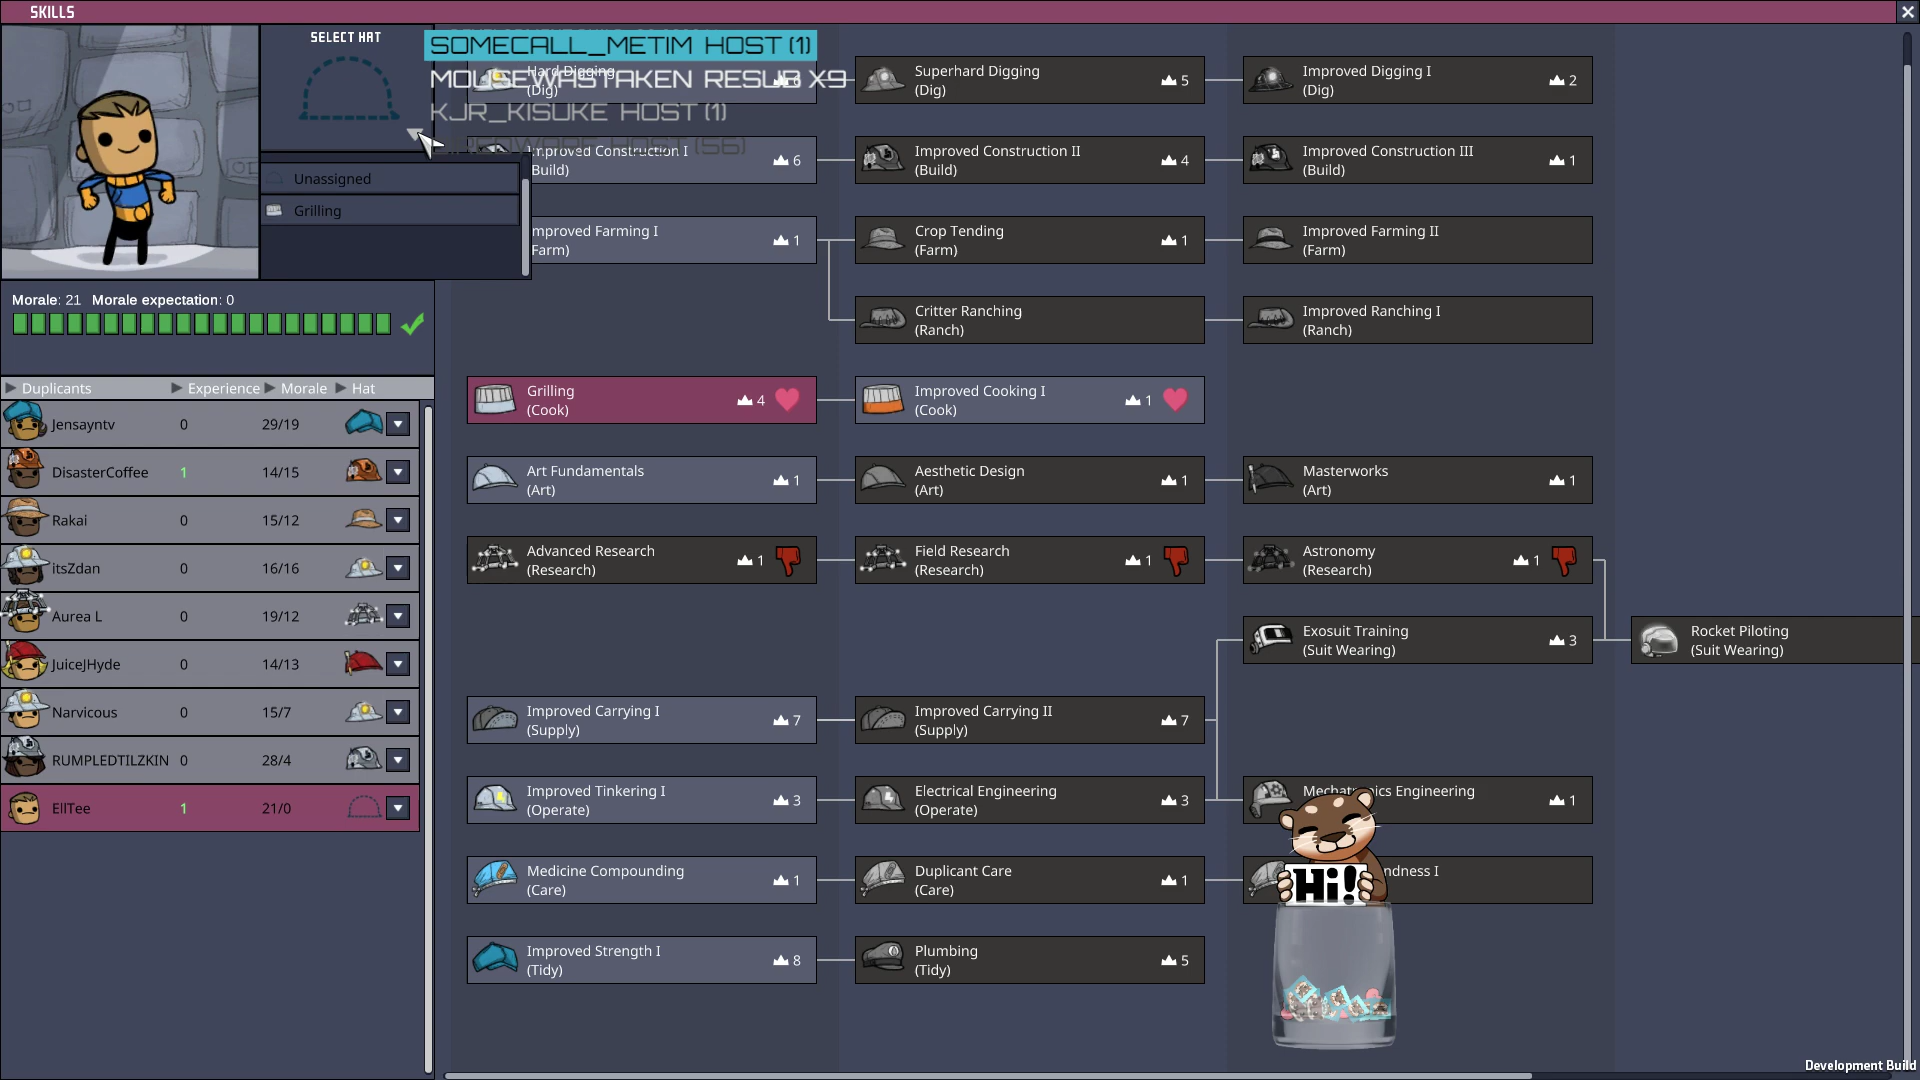 SKILLS
SELECT HAT
SOMECALL_METIM HOST (1)
MOUSEWASTAKEN RESUB X9
KJR_KISUKE HOST (1)
HOST (56)
Unassigned
Grilling
Morale: 21 Morale expectation: 0
Duplicants Experience Morale Hat
Jensayntv 0 29/19
DisasterCoffee 1 14/15
Rakai 0 15/12
itsZdan 0 16/16
Aurea L 0 19/12
JuiceJHyde 0 14/13
Narvicous 0 15/7
RUMPLEDTILZKIN 0 28/4
EllTee 1 21/0
Hard Digging
(Dig)
6
Superhard Digging
(Dig)
5
Improved Digging I
(Dig)
2
Improved Construction I
(Build)
6
Improved Construction II
(Build)
4
Improved Construction III
(Build)
1
mproved Farming I
(Farm)
1
Crop Tending
(Farm)
1
Improved Farming II
(Farm)
Critter Ranching
(Ranch)
Improved Ranching I
(Ranch)
Grilling
(Cook)
4
Improved Cooking I
(Cook)
1
Art Fundamentals
(Art)
1
Aesthetic Design
(Art)
1
Masterworks
(Art)
1
Advanced Research
(Research)
1
Field Research
(Research)
1
Astronomy
(Research)
1
Exosuit Training
(Suit Wearing)
3
Rocket Piloting
(Suit Wearing)
Improved Carrying I
(Supply)
7
Improved Carrying II
(Supply)
7
Improved Tinkering I
(Operate)
3
Electrical Engineering
(Operate)
3
Mechatronics Engineering
1
Medicine Compounding
(Care)
1
Duplicant Care
(Care)
1
ndness I
Hi!
Improved Strength I
(Tidy)
8
Plumbing
(Tidy)
5
Development Build